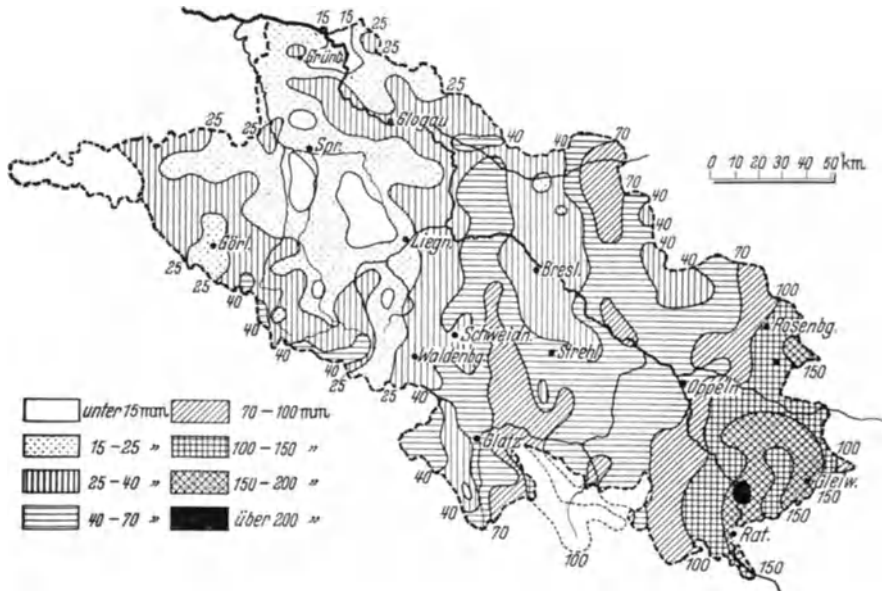 15 15
25
Grünb.
25
25
Glogau
25
40
40
70
0 10 20 30 40 50 km
Spr.
70
40
40
Görl.
Liegn.
40
70
25
25
40
Bresl.
40
100
Rosenbg.
40
40
Schweidn.
Waldenbg.
Strehl.
150
25
40
Oppeln
unter 15 mm
70 – 100 mm
15 – 25 "
100 – 150 "
25 – 40 "
150 – 200 "
40 – 70 "
über 200 "
Glatz
40
100
Gleiw.
150
40
70
150
Rat.
100
100
150